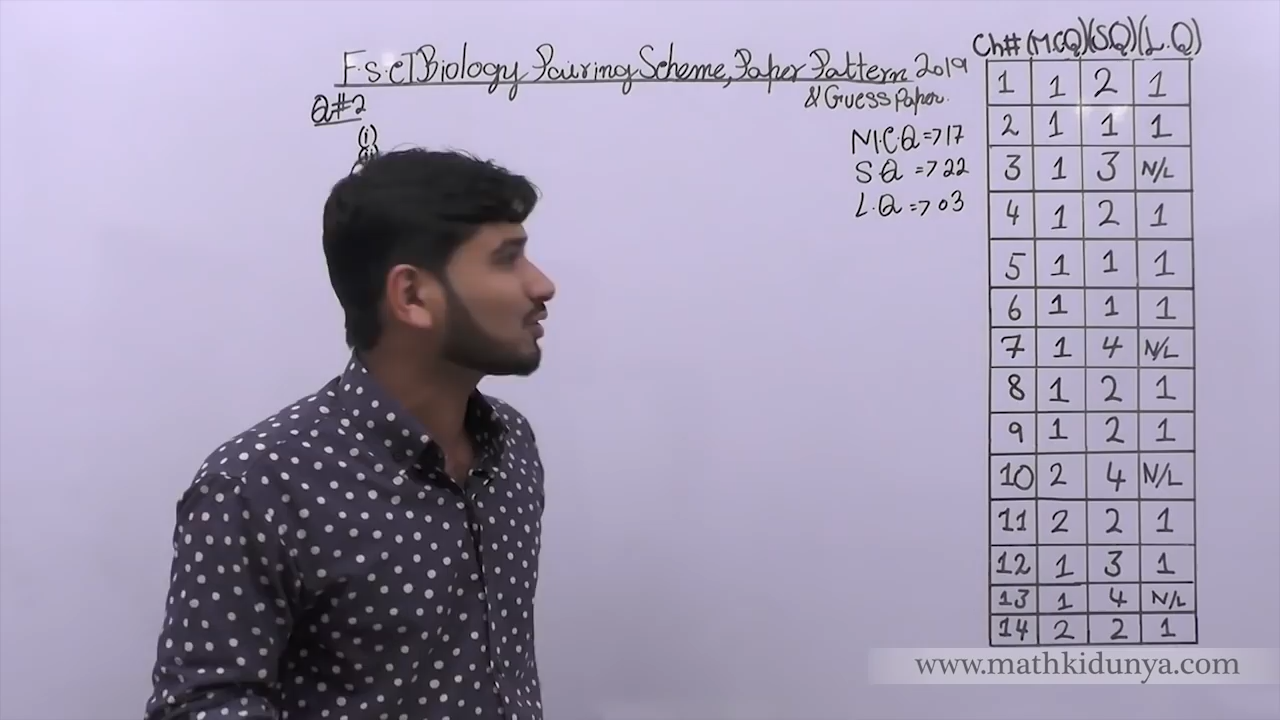 F.S.C I Biology Pairing Scheme, Paper Pattern 2019
& Guess Paper.
Q#2
(i)
(ii)
M.C.Q => 17
S Q => 22
L.Q => 03
Ch# (M.C.Q) (S.Q) (L.Q)
1 1 2 1
2 1 1 1
3 1 3 N/L
4 1 2 1
5 1 1 1
6 1 1 1
7 1 4 N/L
8 1 2 1
9 1 2 1
10 2 4 N/L
11 2 2 1
12 1 3 1
13 1 4 N/L
14 2 2 1
www.mathkidunya.com